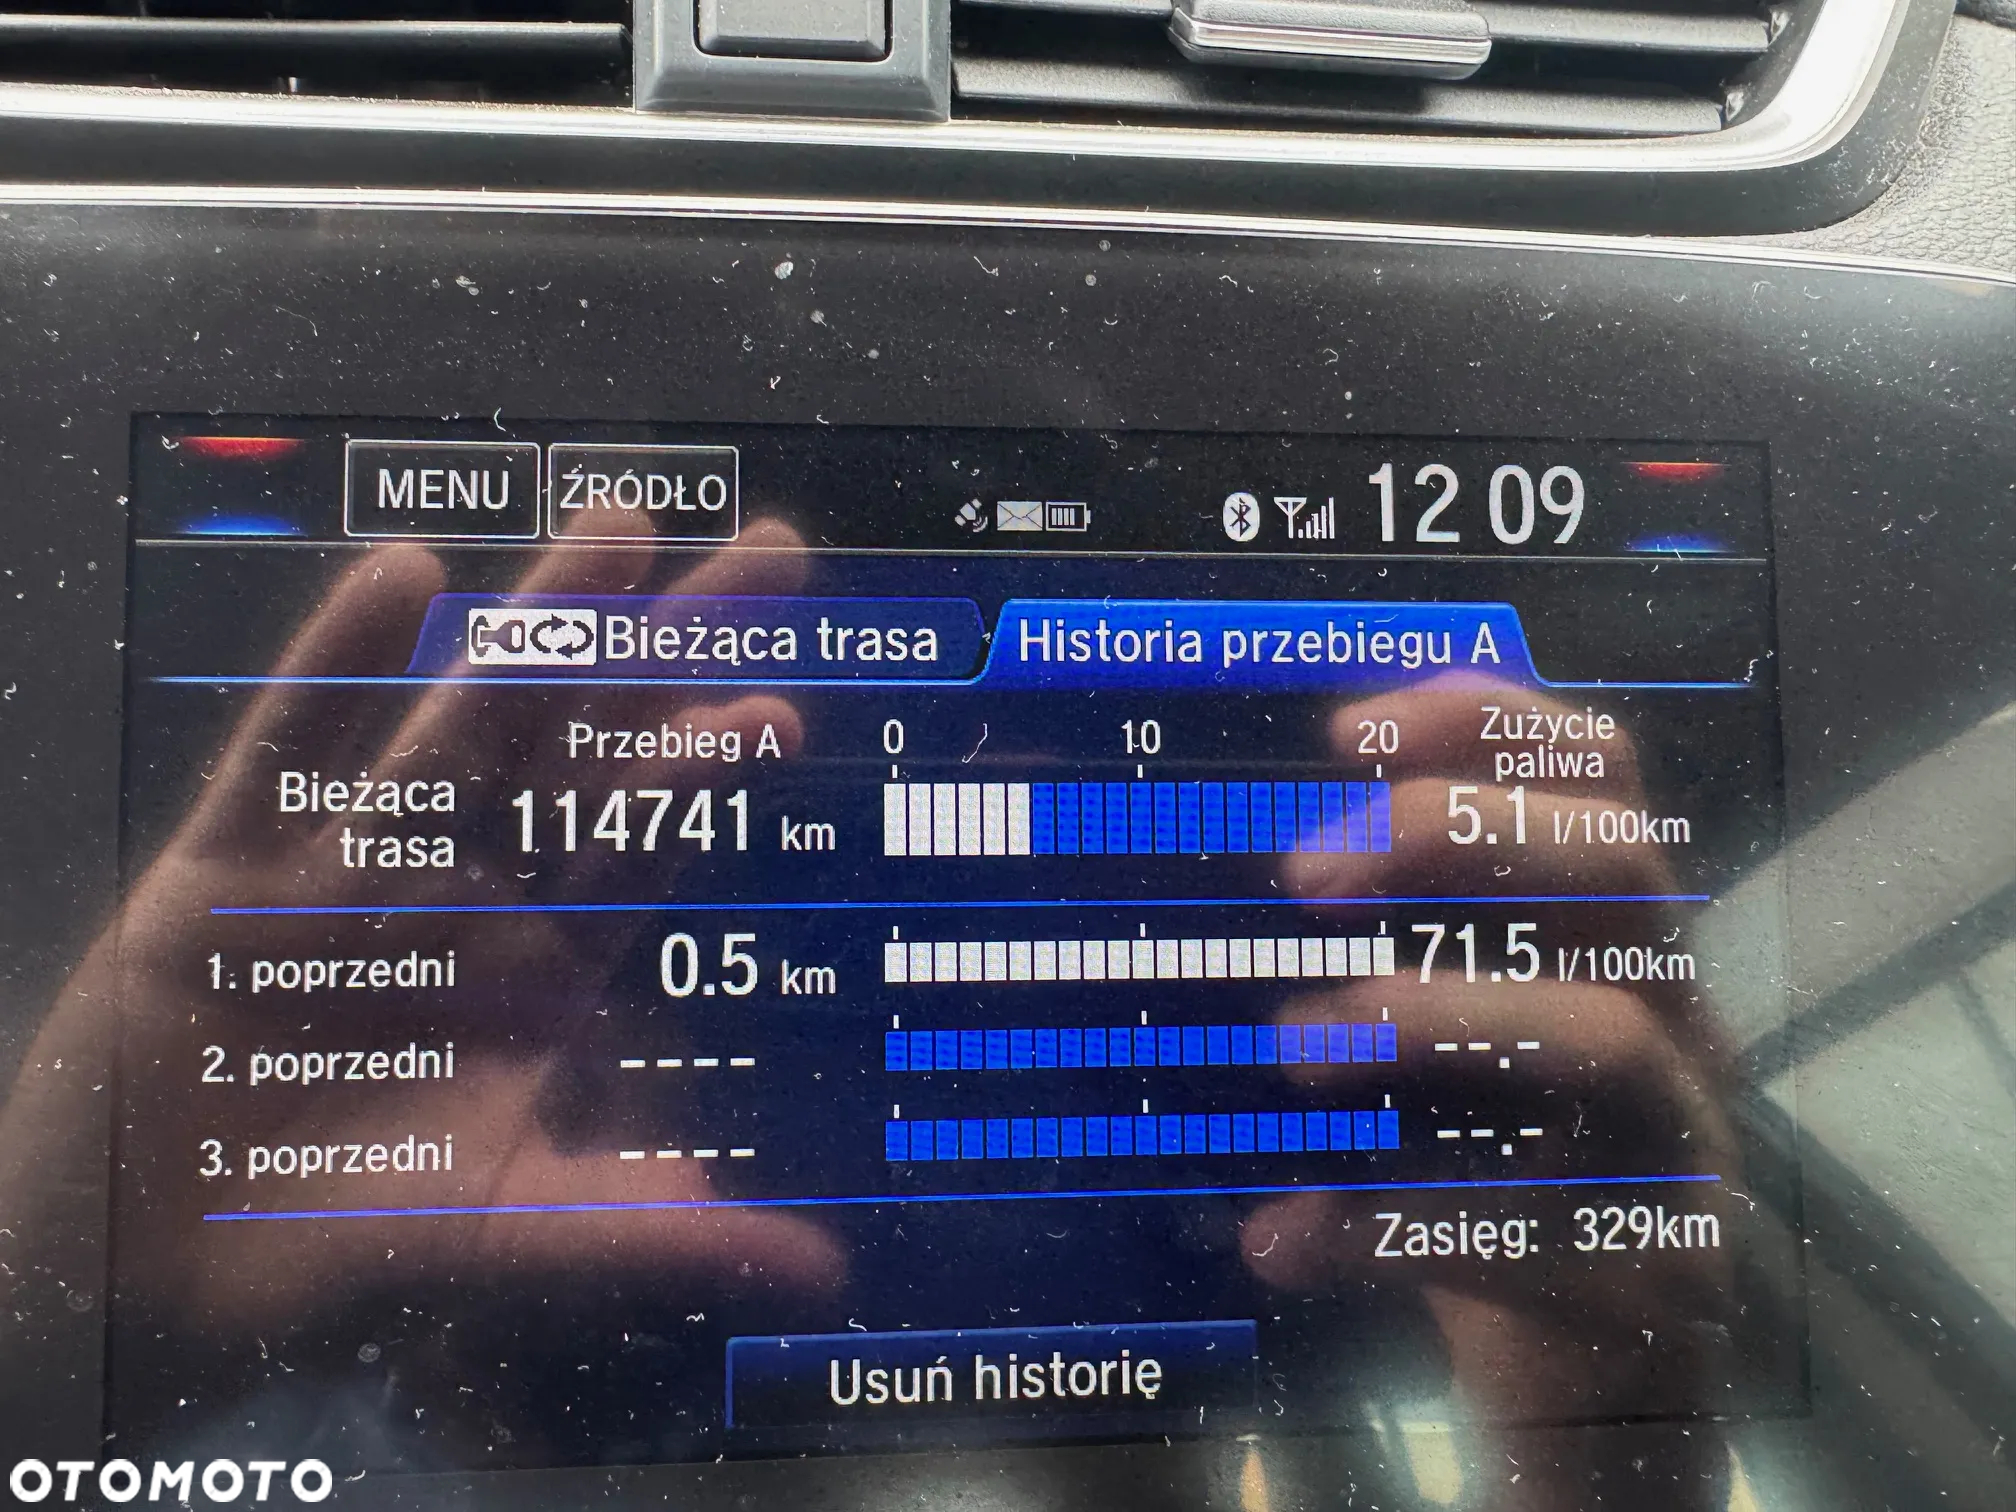 MENU ŹRÓDŁO 12 09
Bieżąca trasa Historia przebiegu A
Przebieg A 0 10 20 Zużycie
paliwa
Bieżąca
trasa 114741 km 5.1 l/100km
1. poprzedni 0.5 km 71.5 l/100km
2. poprzedni ---- --.-
3. poprzedni ---- --.-
Zasięg: 329km
Usuń historię
OTOMOTO